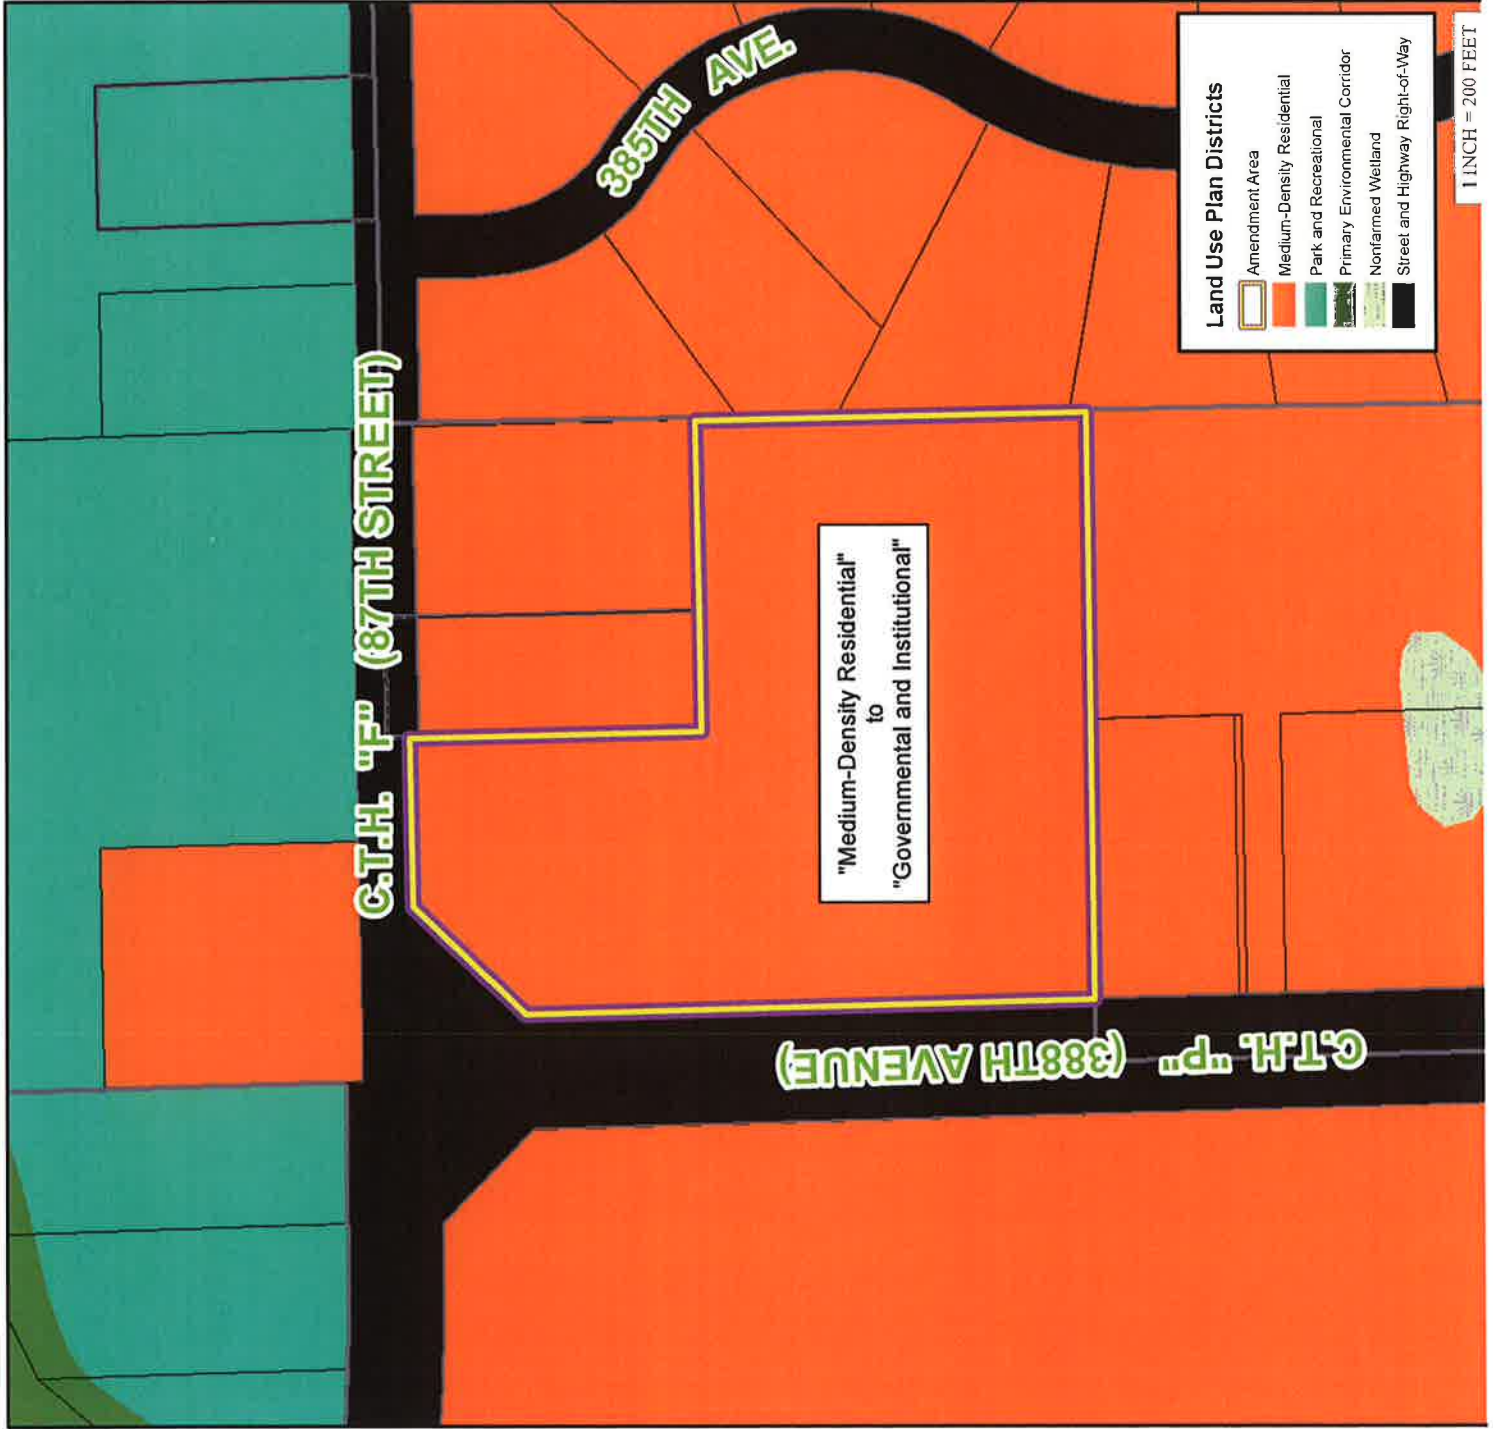 C.T.H. "F" (87TH STREET)
385TH AVE.
C.T.H. "P" (388TH AVENUE)
"Medium-Density Residential"
to
"Governmental and Institutional"
Land Use Plan Districts
Amendment Area
Medium-Density Residential
Park and Recreational
Primary Environmental Corridor
Nonfarmed Wetland
Street and Highway Right-of-Way
1 INCH = 200 FEET